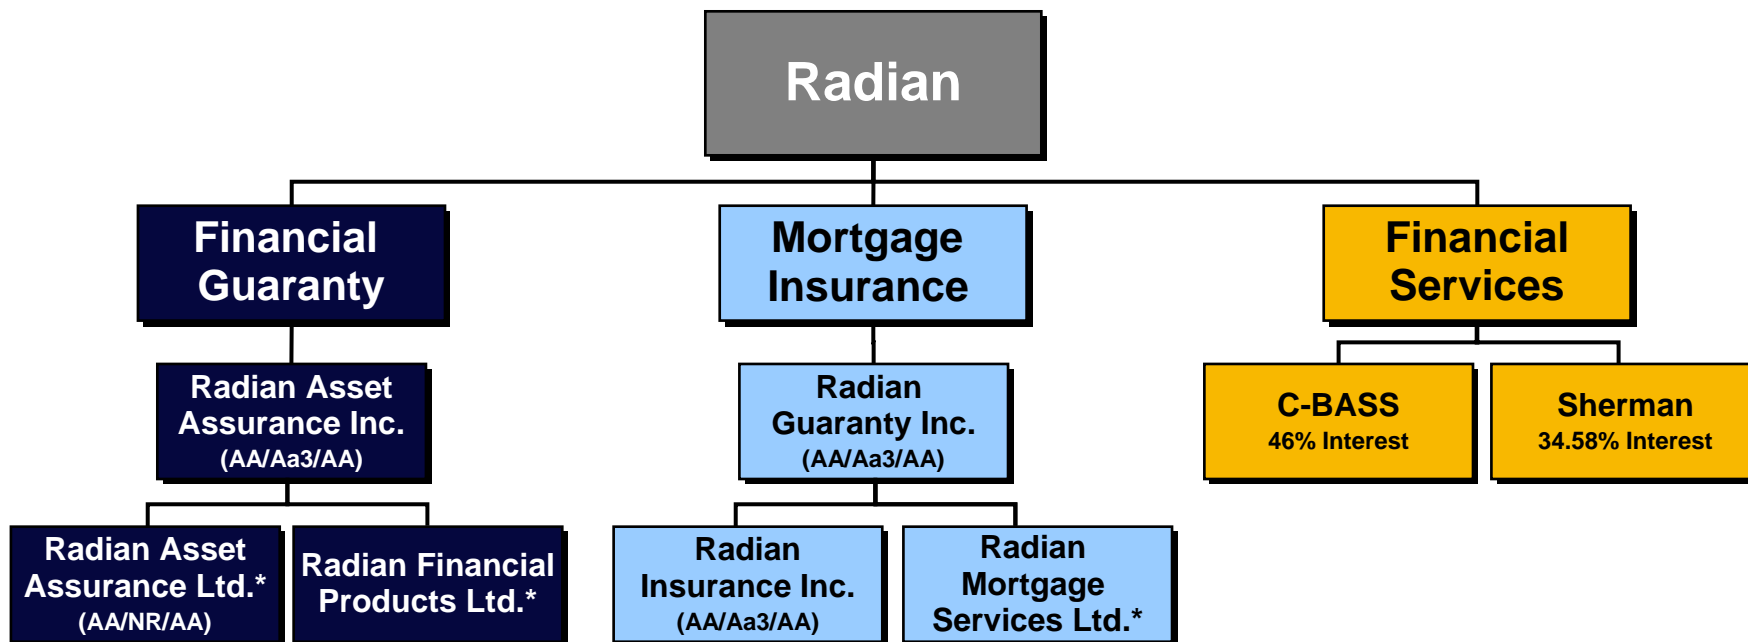 Radian
Financial
Guaranty
Mortgage
Insurance
Financial
Services
Radian Asset
Assurance Inc.
(AA/Aa3/AA)
Radian
Guaranty Inc.
(AA/Aa3/AA)
C-BASS
46% Interest
Sherman
34.58% Interest
Radian Asset
Assurance Ltd.*
(AA/NR/AA)
Radian Financial
Products Ltd.*
Radian
Insurance Inc.
(AA/Aa3/AA)
Radian
Mortgage
Services Ltd.*